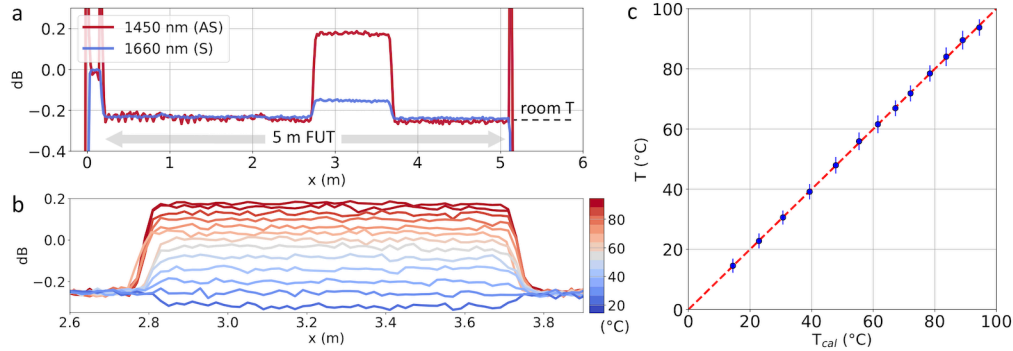 a
0.2
0.0
−0.2
−0.4
dB
1450 nm (AS)
1660 nm (S)
room T
5 m FUT
0 1 2 3 4 5 6
x (m)
b
0.2
0.0
−0.2
dB
2.6 2.8 3.0 3.2 3.4 3.6 3.8
x (m)
80
60
40
20
(°C)
c
100
80
60
40
20
0
T (°C)
0 20 40 60 80 100
Tcal (°C)